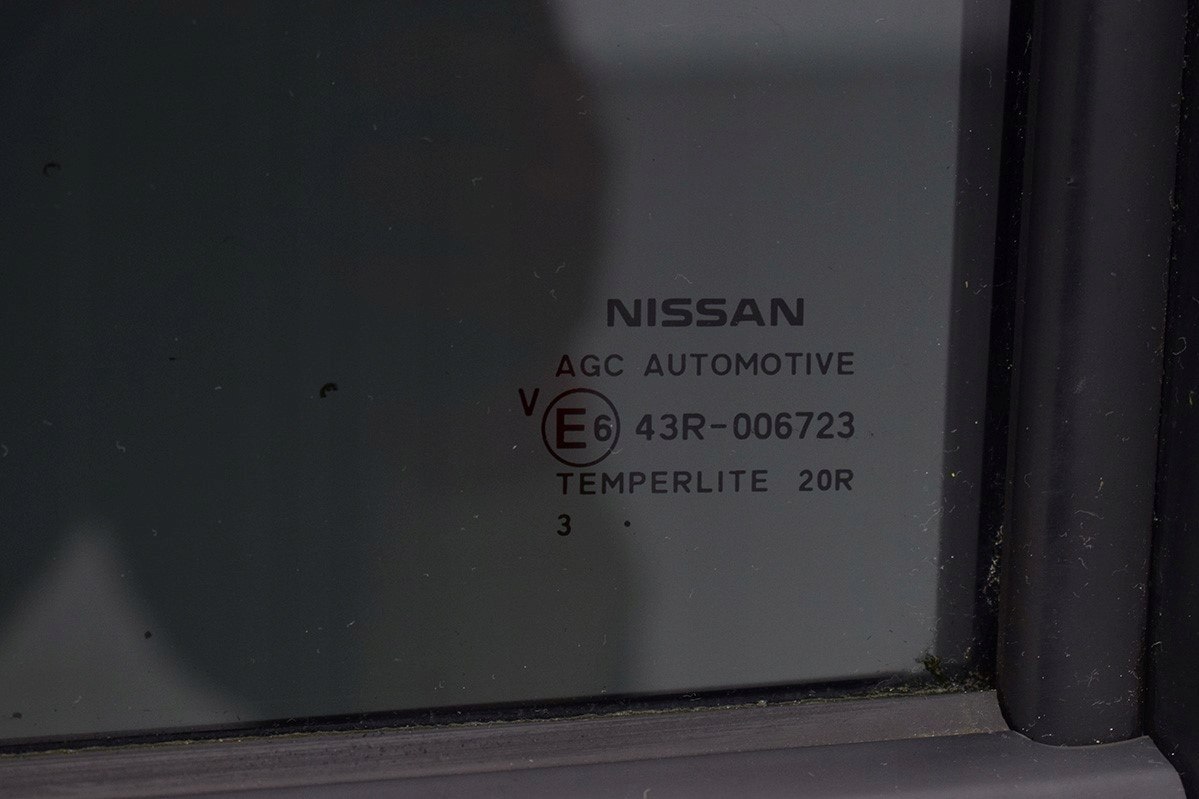 NISSAN
AGC AUTOMOTIVE
V E6 43R-006723
TEMPERLITE 20R
3 .